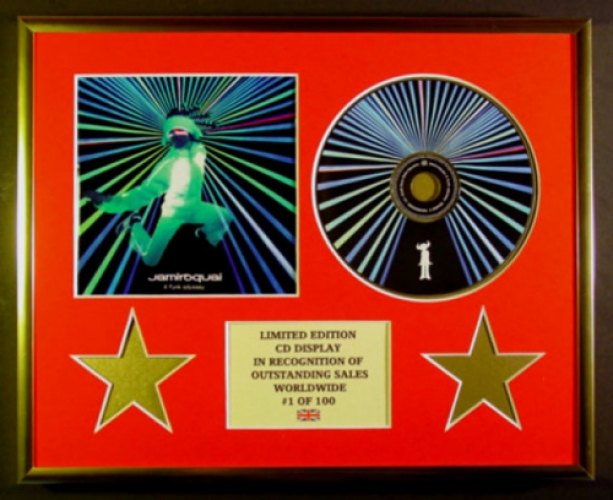 Jamiroquai
A Funk odyssey
LIMITED EDITION
CD DISPLAY
IN RECOGNITION OF
OUTSTANDING SALES
WORLDWIDE
#1 OF 100